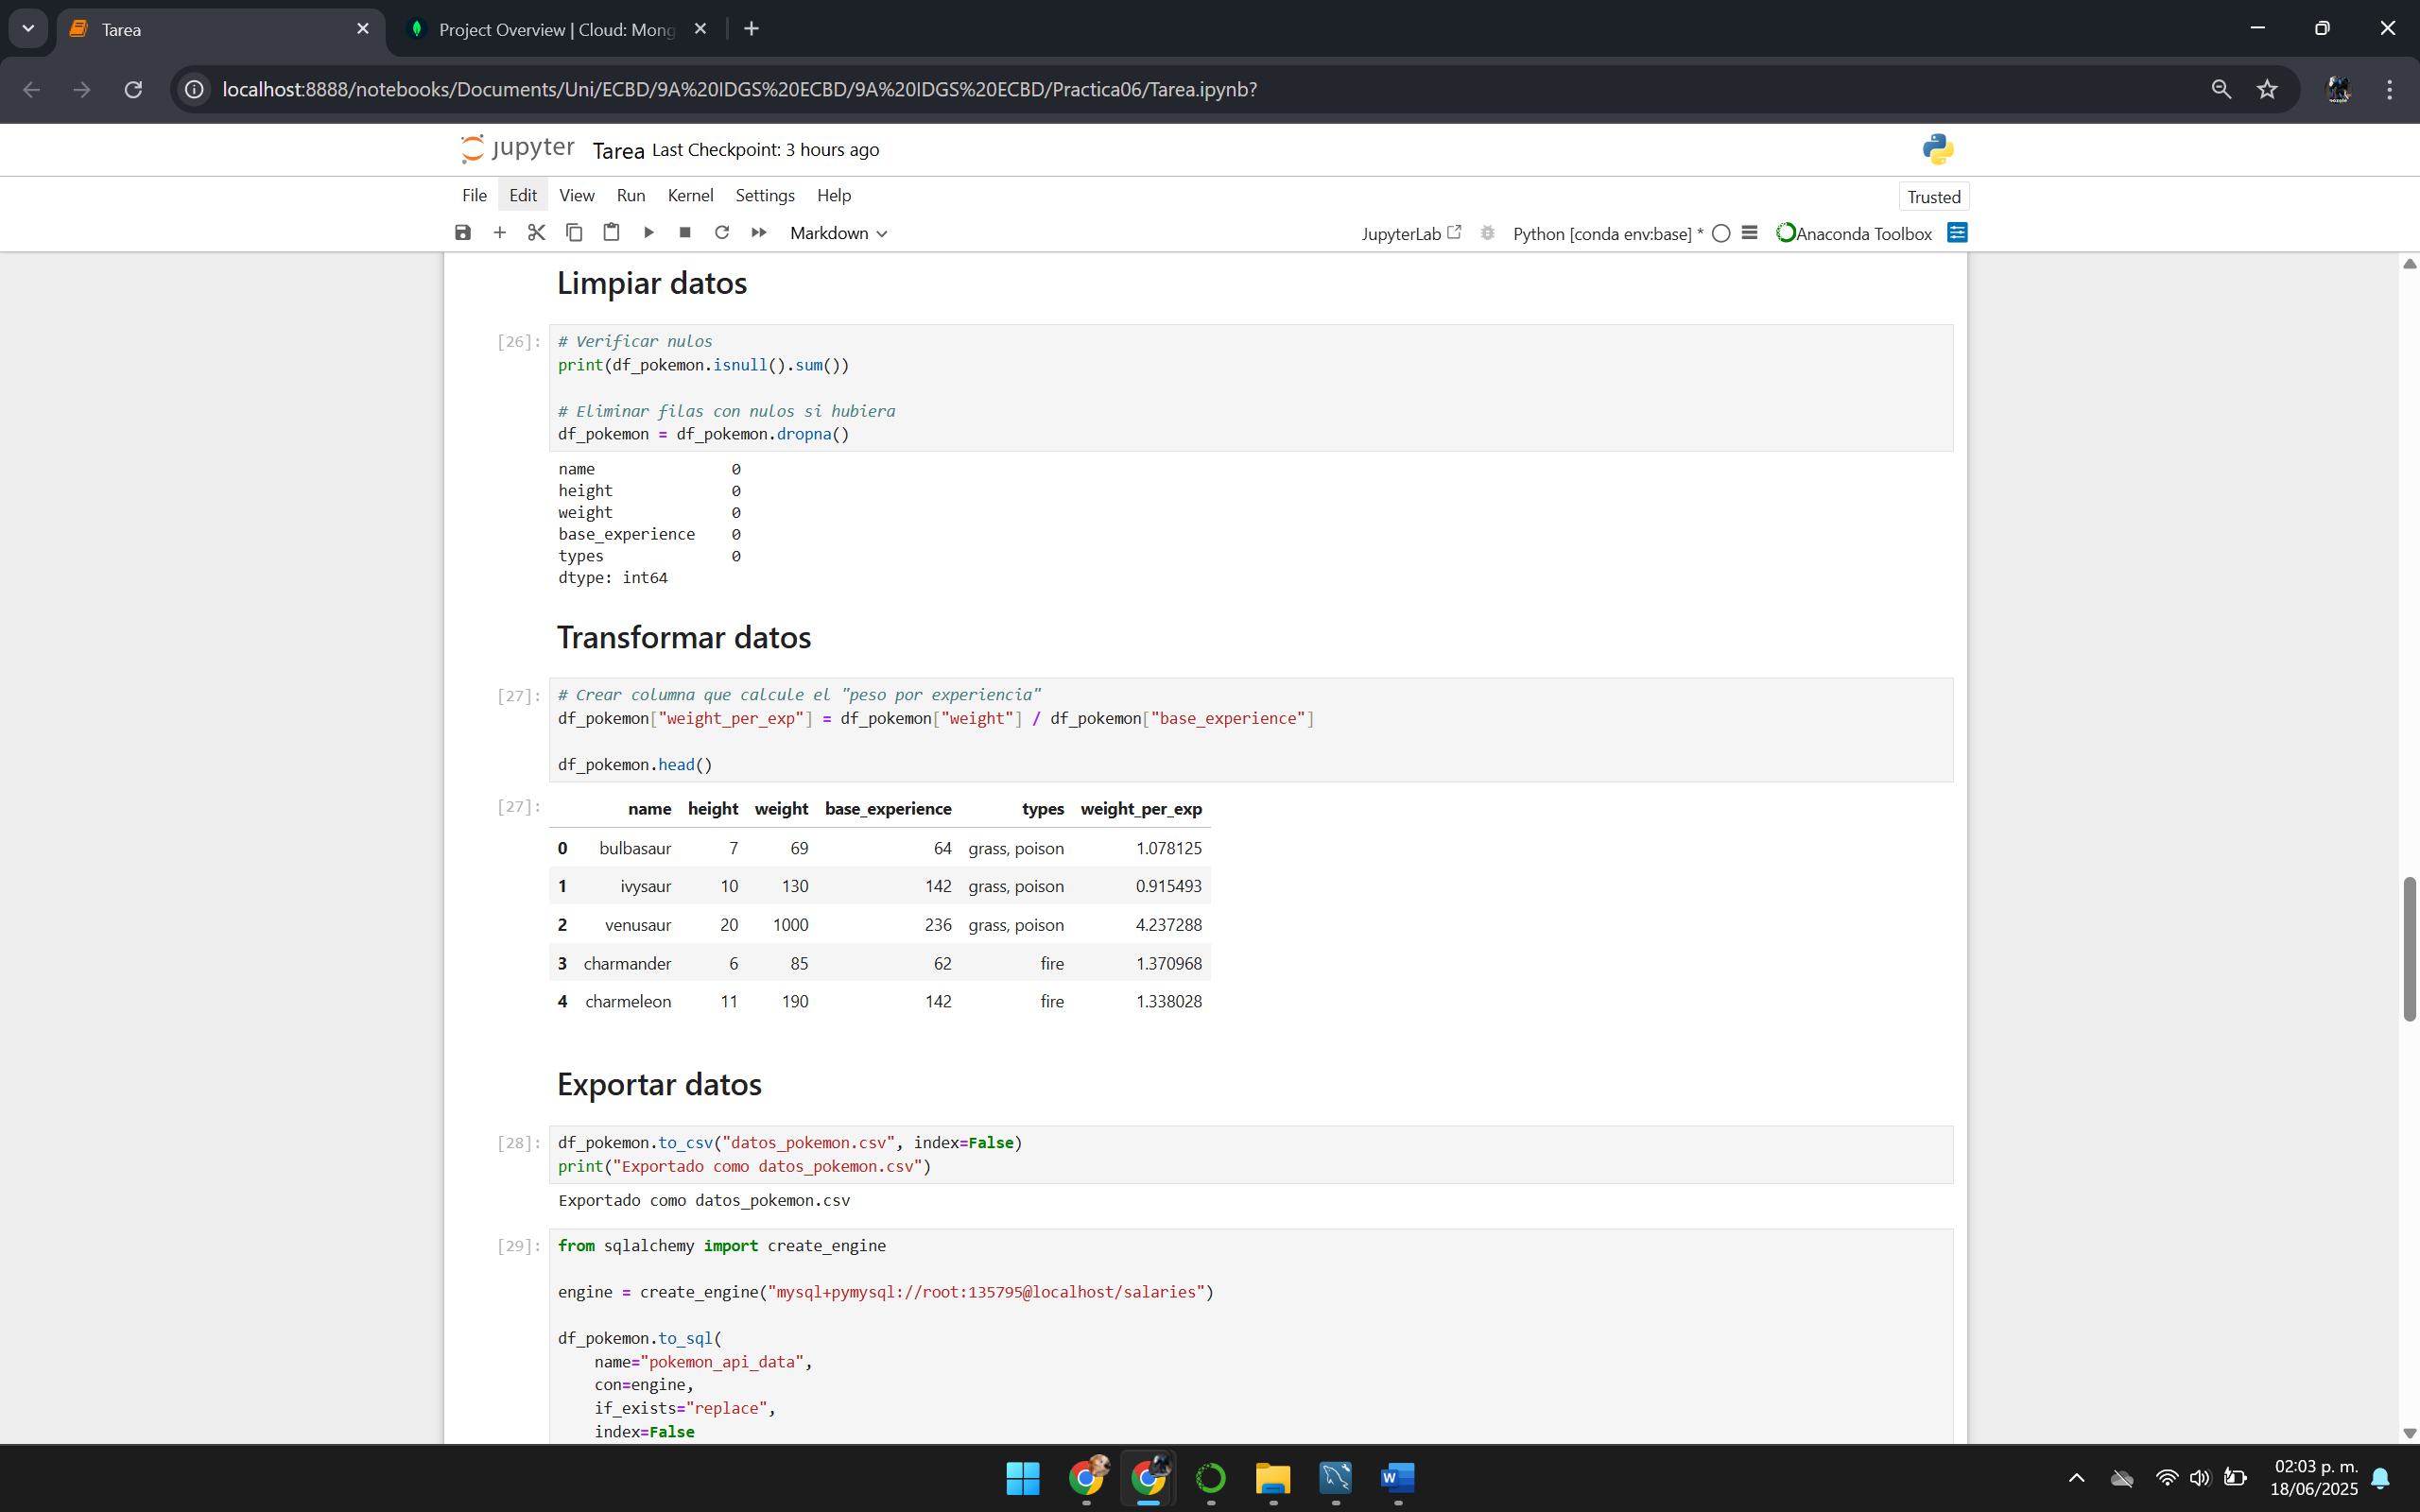 Tarea
Project Overview | Cloud: Mong
localhost:8888/notebooks/Documents/Uni/ECBD/9A%20IDGS%20ECBD/9A%20IDGS%20ECBD/Practica06/Tarea.ipynb?
jupyter Tarea Last Checkpoint: 3 hours ago
File Edit View Run Kernel Settings Help
Trusted
Markdown
JupyterLab
Python [conda env:base] *
Anaconda Toolbox
Limpiar datos
[26]:
# Verificar nulos
print(df_pokemon.isnull().sum())
# Eliminar filas con nulos si hubiera
df_pokemon = df_pokemon.dropna()
name 0
height 0
weight 0
base_experience 0
types 0
dtype: int64
Transformar datos
[27]:
# Crear columna que calcule el "peso por experiencia"
df_pokemon["weight_per_exp"] = df_pokemon["weight"] / df_pokemon["base_experience"]
df_pokemon.head()
[27]:
name height weight base_experience types weight_per_exp
0 bulbasaur 7 69 64 grass, poison 1.078125
1 ivysaur 10 130 142 grass, poison 0.915493
2 venusaur 20 1000 236 grass, poison 4.237288
3 charmander 6 85 62 fire 1.370968
4 charmeleon 11 190 142 fire 1.338028
Exportar datos
[28]:
df_pokemon.to_csv("datos_pokemon.csv", index=False)
print("Exportado como datos_pokemon.csv")
Exportado como datos_pokemon.csv
[29]:
from sqlalchemy import create_engine
engine = create_engine("mysql+pymysql://root:135795@localhost/salaries")
df_pokemon.to_sql(
name="pokemon_api_data",
con=engine,
if_exists="replace",
index=False
W
02:03 p. m.
18/06/2025